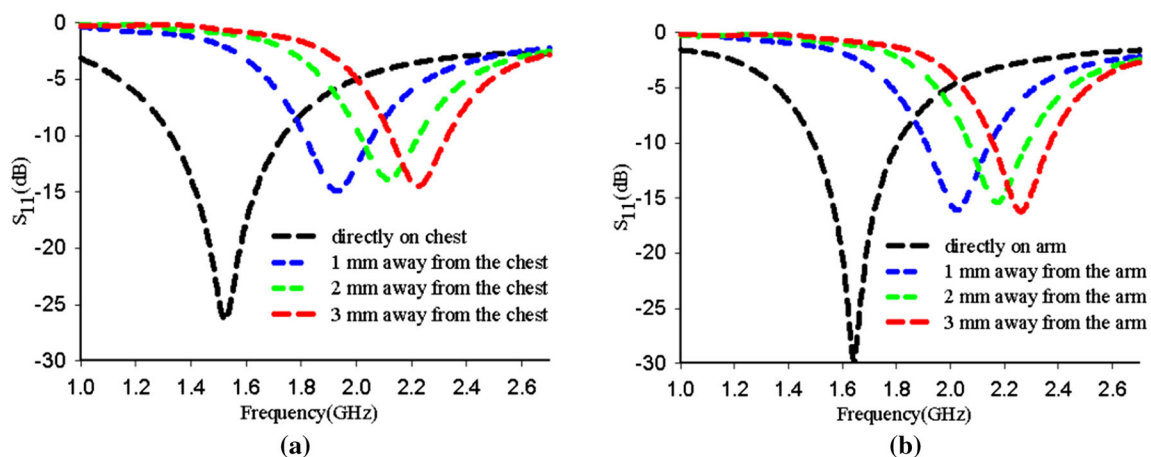 0
-5
-10
-15
-20
-25
-30
S11(dB)
directly on chest
1 mm away from the chest
2 mm away from the chest
3 mm away from the chest
1.0 1.2 1.4 1.6 1.8 2.0 2.2 2.4 2.6
Frequency(GHz)
(a)
0
-5
-10
-15
-20
-25
-30
S11(dB)
directly on arm
1 mm away from the arm
2 mm away from the arm
3 mm away from the arm
1.0 1.2 1.4 1.6 1.8 2.0 2.2 2.4 2.6
Frequency(GHz)
(b)